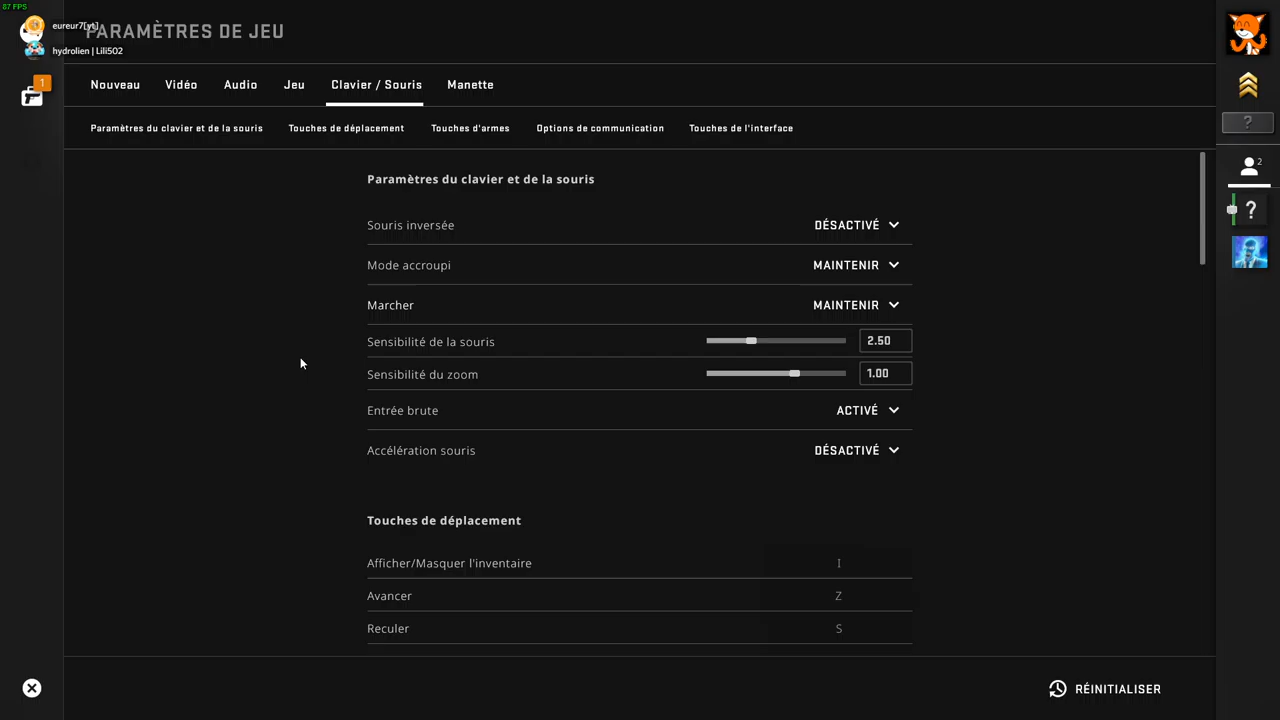 87 FPS
eureur7[yt]
PARAMÈTRES DE JEU
hydrolien | Lili502
1
Nouveau Vidéo Audio Jeu Clavier / Souris Manette
Paramètres du clavier et de la souris Touches de déplacement Touches d'armes Options de communication Touches de l'interface
?
2
?
Paramètres du clavier et de la souris
Souris inversée DÉSACTIVÉ
Mode accroupi MAINTENIR
Marcher MAINTENIR
Sensibilité de la souris 2.50
Sensibilité du zoom 1.00
Entrée brute ACTIVÉ
Accélération souris DÉSACTIVÉ
Touches de déplacement
Afficher/Masquer l'inventaire I
Avancer Z
Reculer S
RÉINITIALISER